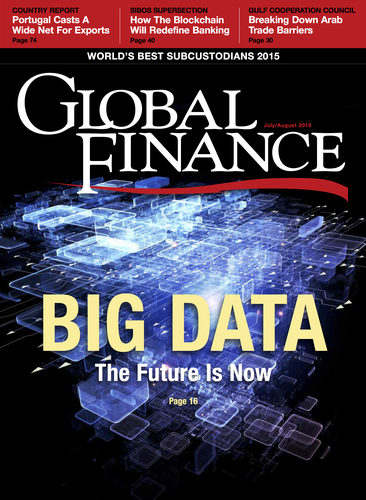 COUNTRY REPORT
Portugal Casts A
Wide Net For Exports
Page 74
SIBOS SUPERSECTION
How The Blockchain
Will Redefine Banking
Page 40
GULF COOPERATION COUNCIL
Breaking Down Arab
Trade Barriers
Page 30
WORLD'S BEST SUBCUSTODIANS 2015
GLOBAL
July/August 2015
FINANCE
BIG DATA
The Future Is Now
Page 16